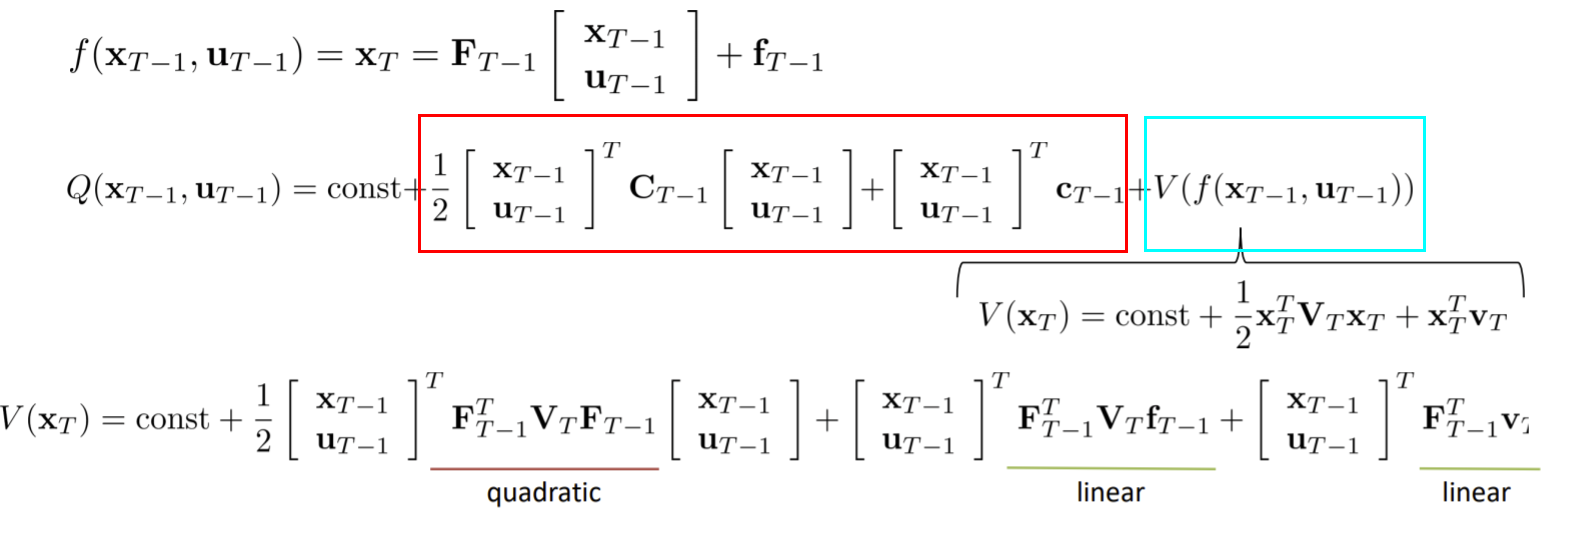 f(x_{T−1}, u_{T−1}) = x_T = F_{T−1} [ x_{T−1} u_{T−1} ] + f_{T−1}
Q(x_{T−1}, u_{T−1}) = const+ 1/2 [ x_{T−1} u_{T−1} ]^T C_{T−1} [ x_{T−1} u_{T−1} ] + [ x_{T−1} u_{T−1} ]^T c_{T−1} + V(f(x_{T−1}, u_{T−1}))
V(x_T) = const + 1/2 x_T^T V_T x_T + x_T^T v_T
V(x_T) = const + 1/2 [ x_{T−1} u_{T−1} ]^T F_{T−1}^T V_T F_{T−1} [ x_{T−1} u_{T−1} ] + [ x_{T−1} u_{T−1} ]^T F_{T−1}^T V_T f_{T−1} + [ x_{T−1} u_{T−1} ]^T F_{T−1}^T v
quadratic linear linear